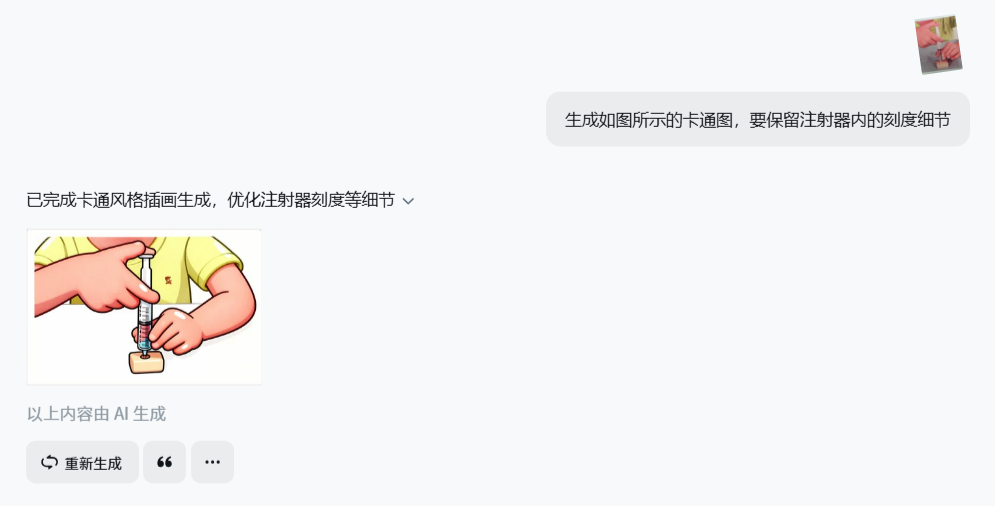 生成如图所示的卡通图，要保留注射器内的刻度细节
已完成卡通风格插画生成，优化注射器刻度等细节
以上内容由 AI 生成
重新生成